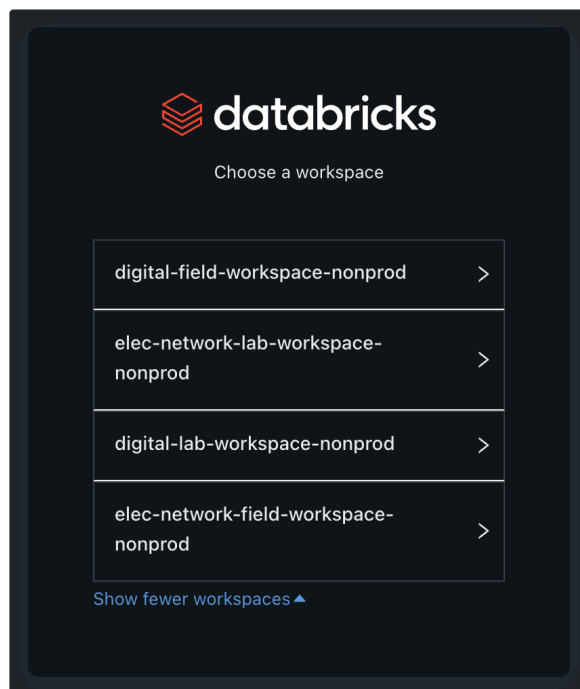 databricks
Choose a workspace
digital-field-workspace-nonprod
elec-network-lab-workspace-
nonprod
digital-lab-workspace-nonprod
elec-network-field-workspace-
nonprod
Show fewer workspaces